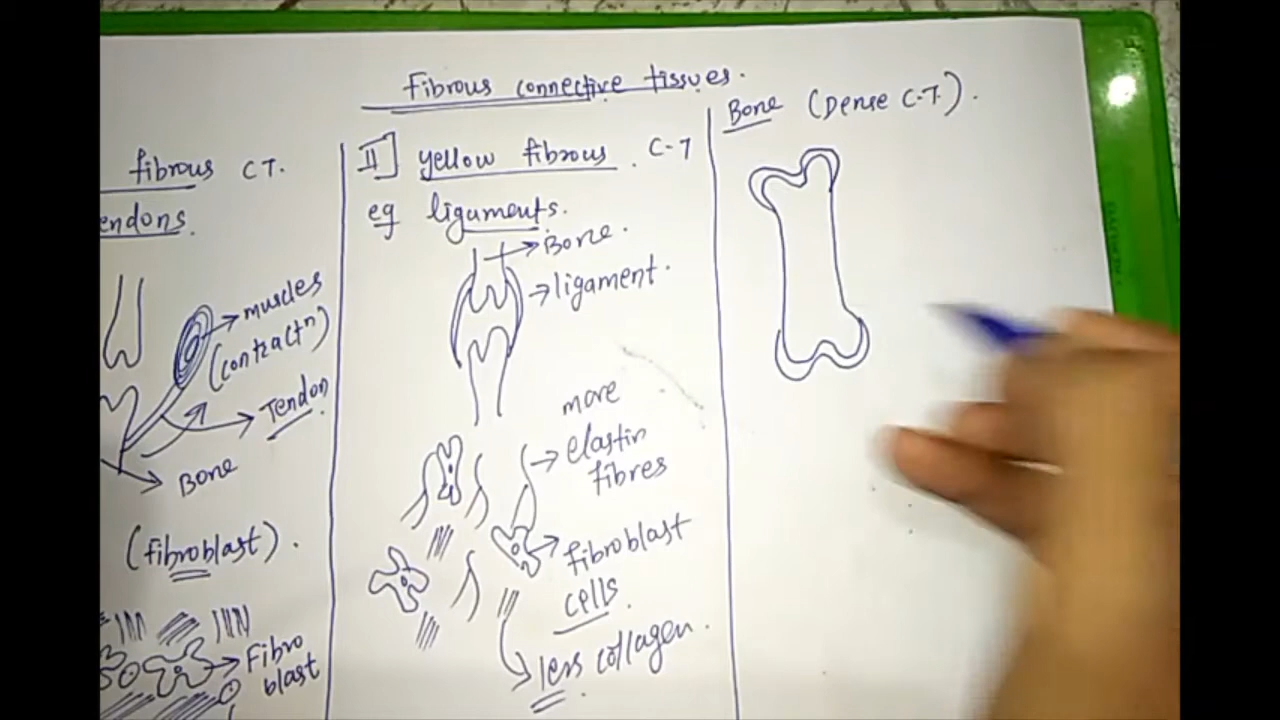 Fibrous connective tissues.
fibrous CT.
endons.
muscles
(contractⁿ)
Tendon
Bone
(fibroblast).
Fibro
blast
II] yellow fibrous C-T
eg ligaments.
Bone.
ligament.
more
elastin
fibres
fibroblast
cells.
less collagen.
Bone (Dense C.T.).